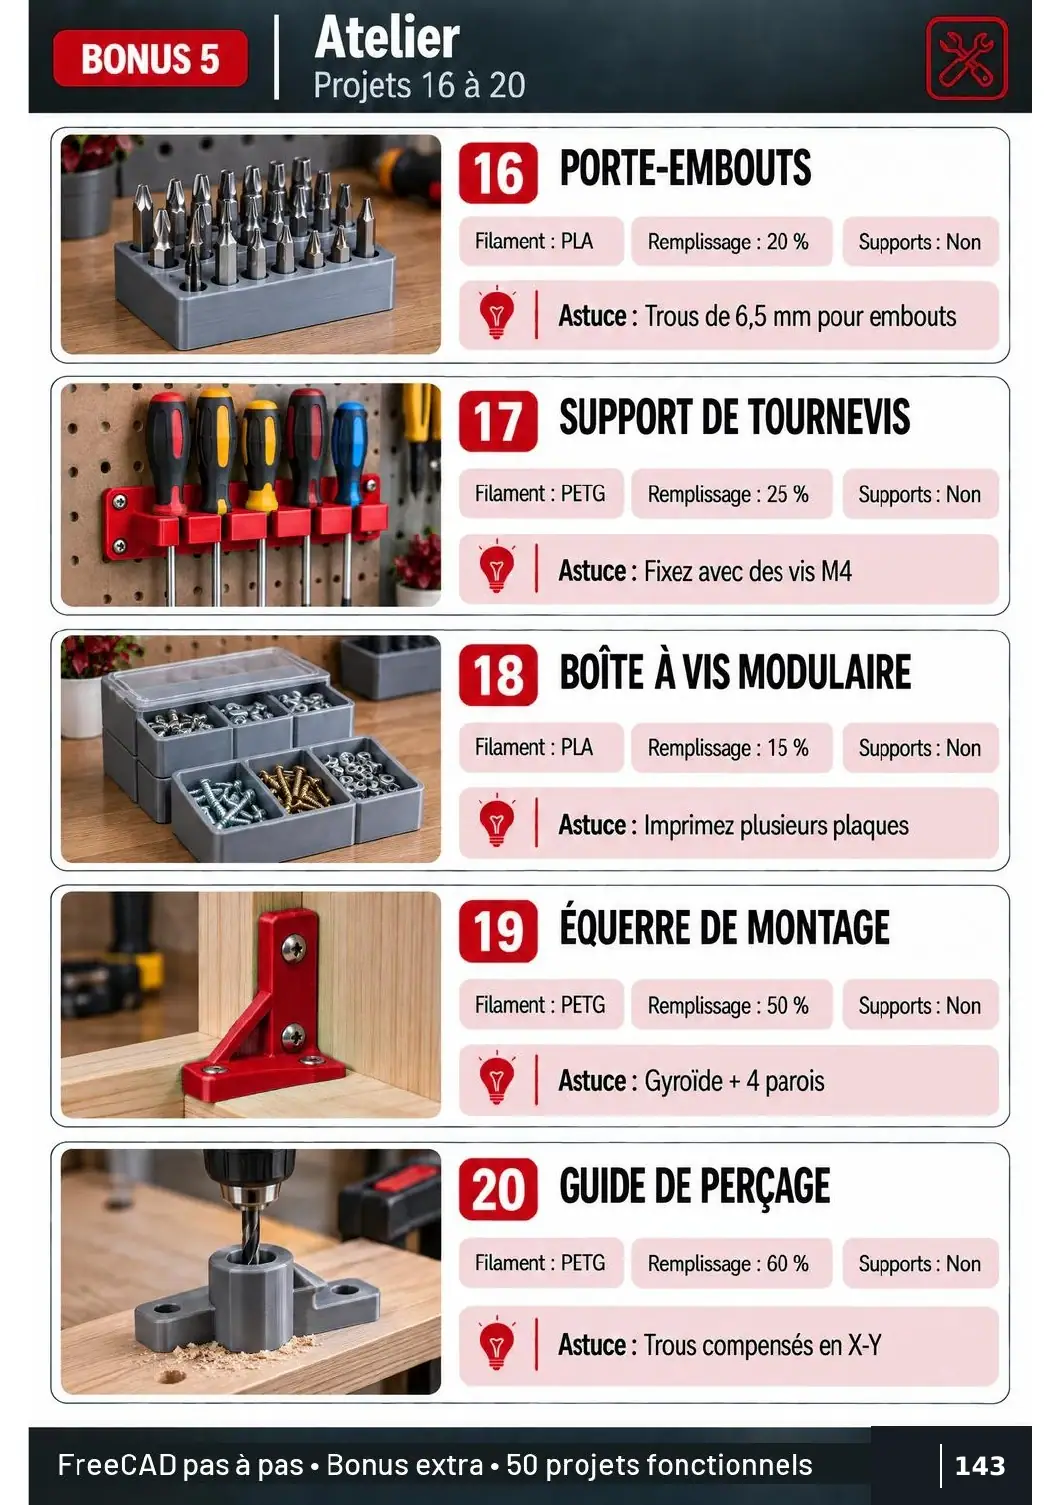 BONUS 5
Atelier
Projets 16 à 20
16 PORTE-EMBOUTS
Filament : PLA Remplissage : 20 % Supports : Non
Astuce : Trous de 6,5 mm pour embouts
17 SUPPORT DE TOURNEVIS
Filament : PETG Remplissage : 25 % Supports : Non
Astuce : Fixez avec des vis M4
18 BOÎTE À VIS MODULAIRE
Filament : PLA Remplissage : 15 % Supports : Non
Astuce : Imprimez plusieurs plaques
19 ÉQUERRE DE MONTAGE
Filament : PETG Remplissage : 50 % Supports : Non
Astuce : Gyroïde + 4 parois
20 GUIDE DE PERÇAGE
Filament : PETG Remplissage : 60 % Supports : Non
Astuce : Trous compensés en X-Y
FreeCAD pas à pas • Bonus extra • 50 projets fonctionnels 143